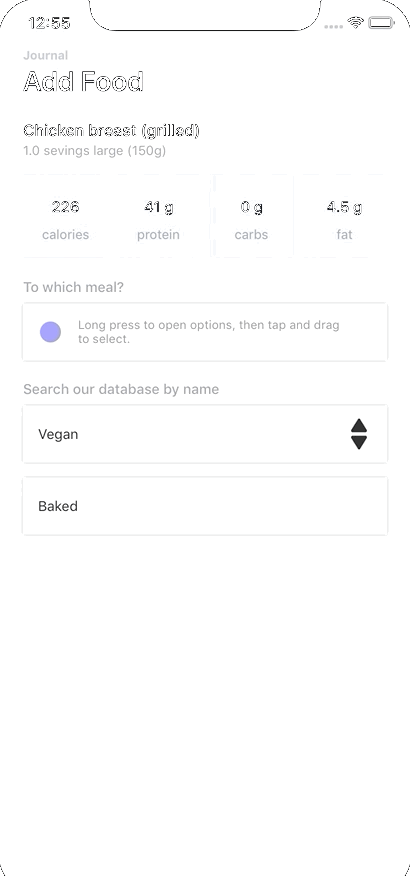 12:55
Journal
Add Food
Chicken breast (grilled)
1.0 sevings large (150g)
226 41 g 0 g 4.5 g
calories protein carbs fat
To which meal?
Long press to open options, then tap and drag
to select.
Search our database by name
Vegan
Baked